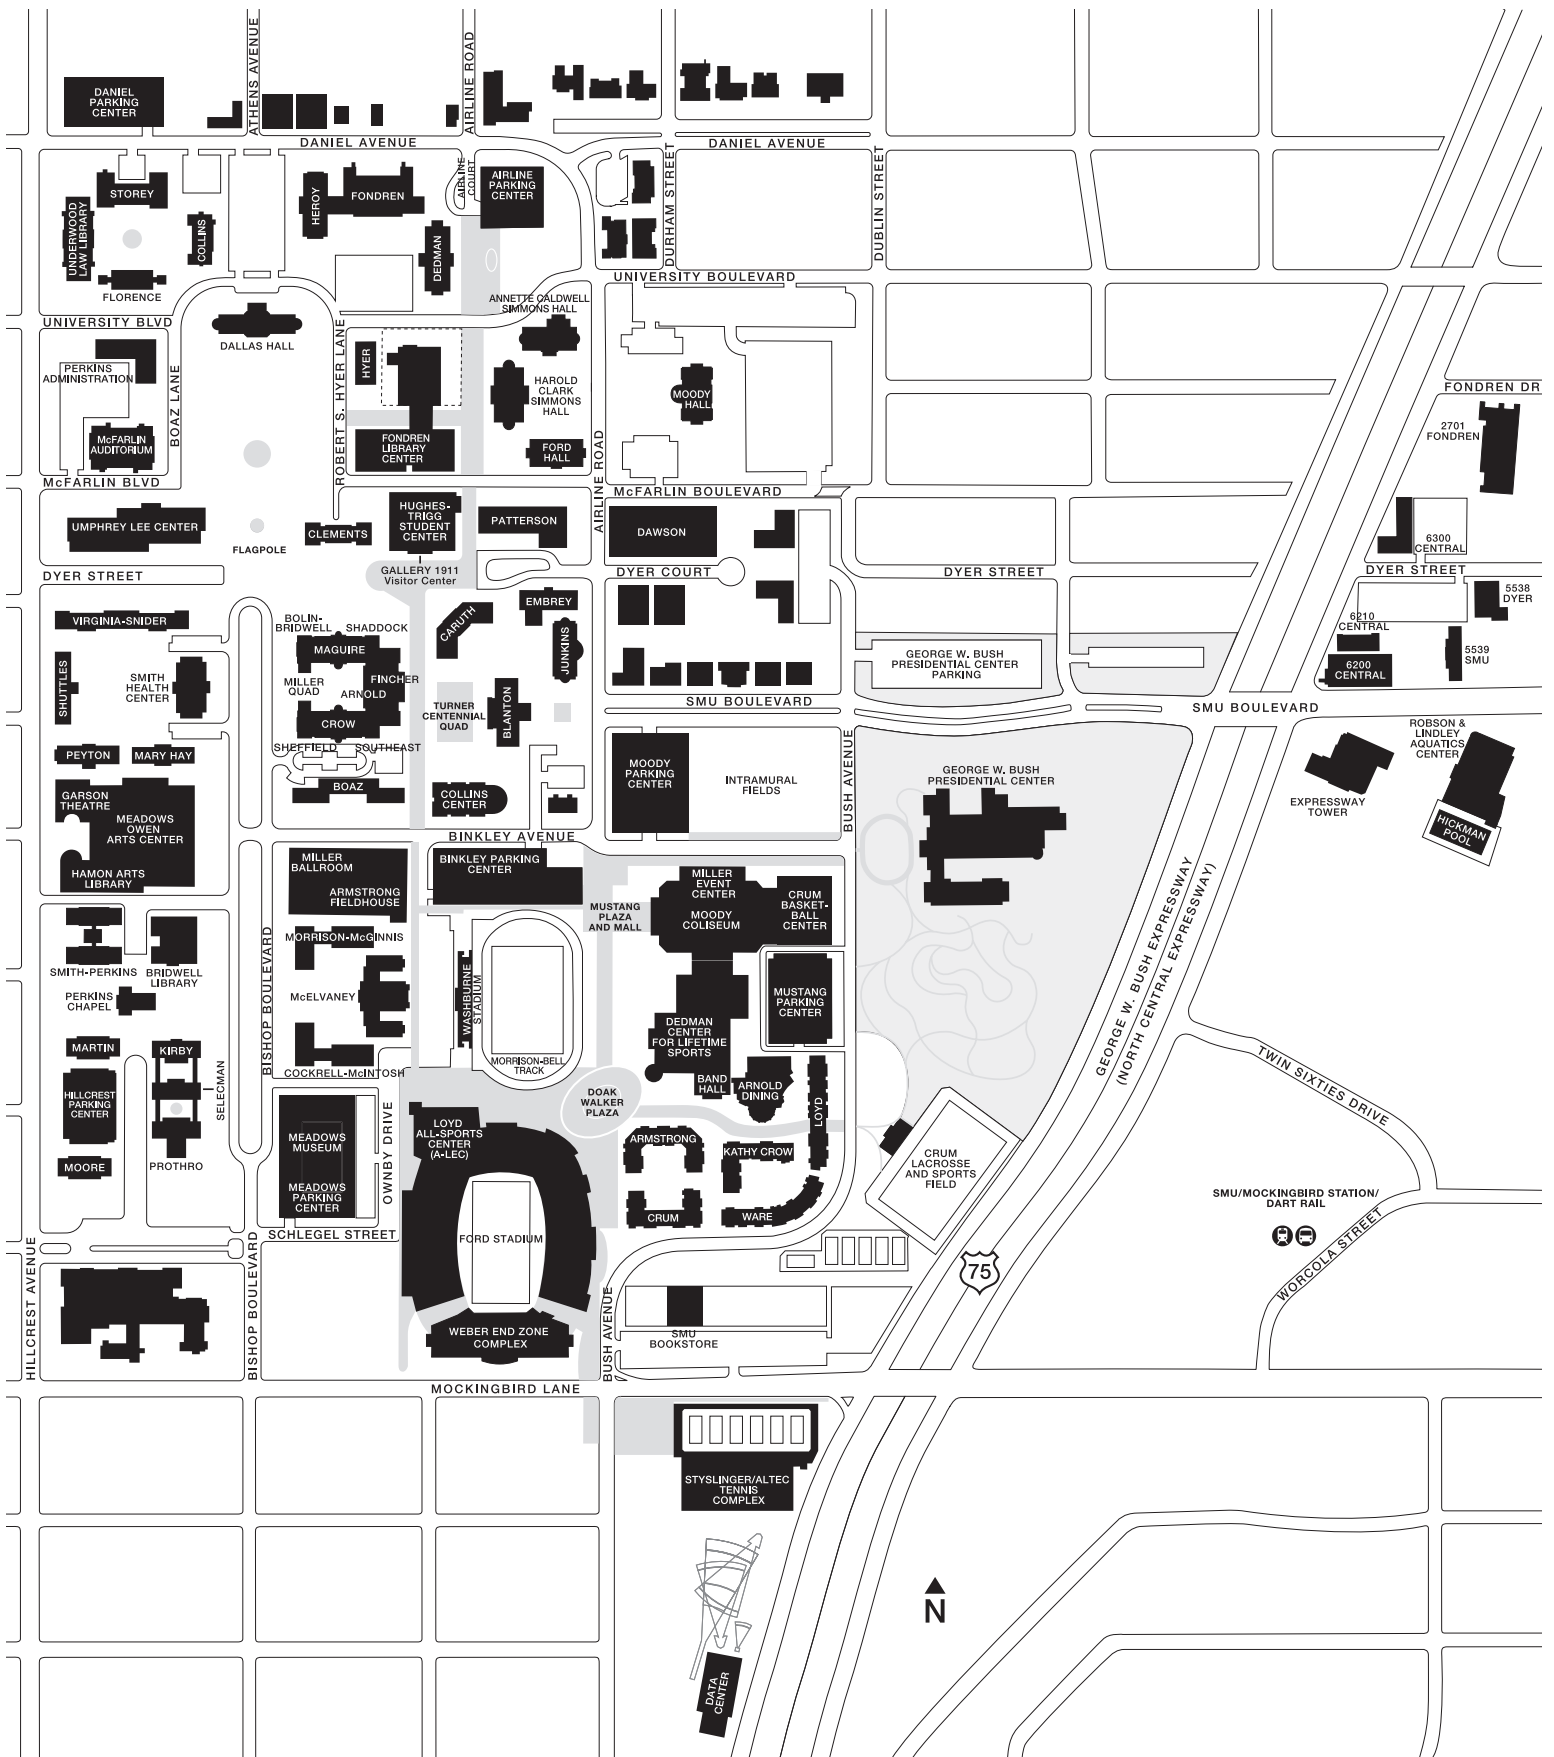 ATHENS AVENUE
AIRLINE ROAD
DANIEL
PARKING
CENTER
DANIEL AVENUE
DANIEL AVENUE
STOREY
UNDERWOOD
LAW LIBRARY
COLLINS
FLORENCE
HEROY
FONDREN
DEDMAN
AIRLINE
COURT
AIRLINE
PARKING
CENTER
DURHAM STREET
DUBLIN STREET
UNIVERSITY BOULEVARD
UNIVERSITY BLVD
DALLAS HALL
ANNETTE CALDWELL
SIMMONS HALL
PERKINS
ADMINISTRATION
BOAZ LANE
ROBERT S. HYER LANE
HYER
HAROLD
CLARK
SIMMONS
HALL
MOODY
HALL
FONDREN DR
2701
FONDREN
McFARLIN
AUDITORIUM
FONDREN
LIBRARY
CENTER
FORD
HALL
AIRLINE ROAD
McFARLIN BLVD
McFARLIN BOULEVARD
UMPHREY LEE CENTER
FLAGPOLE
CLEMENTS
HUGHES-
TRIGG
STUDENT
CENTER
PATTERSON
DAWSON
6300
CENTRAL
GALLERY 1911
Visitor Center
DYER STREET
DYER COURT
DYER STREET
DYER STREET
5538
DYER
VIRGINIA-SNIDER
BOLIN-
BRIDWELL
SHADDOCK
MAGUIRE
CARUTH
EMBREY
JUNKINS
6210
CENTRAL
6200
CENTRAL
5539
SMU
SHUTTLES
SMITH
HEALTH
CENTER
MILLER
QUAD
FINCHER
ARNOLD
CROW
TURNER
CENTENNIAL
QUAD
BLANTON
GEORGE W. BUSH
PRESIDENTIAL CENTER
PARKING
SMU BOULEVARD
SMU BOULEVARD
PEYTON
MARY HAY
SHEFFIELD
SOUTHEAST
BOAZ
COLLINS
CENTER
MOODY
PARKING
CENTER
INTRAMURAL
FIELDS
BUSH AVENUE
GEORGE W. BUSH
PRESIDENTIAL CENTER
ROBSON &
LINDLEY
AQUATICS
CENTER
EXPRESSWAY
TOWER
HICKMAN
POOL
GARSON
THEATRE
MEADOWS
OWEN
ARTS CENTER
HAMON ARTS
LIBRARY
BINKLEY AVENUE
MILLER
BALLROOM
ARMSTRONG
FIELDHOUSE
BINKLEY PARKING
CENTER
MUSTANG
PLAZA
AND MALL
MILLER
EVENT
CENTER
MOODY
COLISEUM
CRUM
BASKET-
BALL
CENTER
SMITH-PERKINS
BRIDWELL
LIBRARY
PERKINS
CHAPEL
BISHOP BOULEVARD
MORRISON-McGINNIS
McELVANEY
WASHBURNE
STADIUM
MORRISON-BELL
TRACK
DEDMAN
CENTER
FOR LIFETIME
SPORTS
MUSTANG
PARKING
CENTER
GEORGE W. BUSH EXPRESSWAY
(NORTH CENTRAL EXPRESSWAY)
MARTIN
KIRBY
SELECMAN
HILLCREST
PARKING
CENTER
COCKRELL-McINTOSH
BAND
HALL
ARNOLD
DINING
LOYD
DOAK
WALKER
PLAZA
TWIN SIXTIES DRIVE
MOORE
PROTHRO
MEADOWS
MUSEUM
MEADOWS
PARKING
CENTER
OWNBY DRIVE
LOYD
ALL-SPORTS
CENTER
(A-LEC)
ARMSTRONG
KATHY CROW
CRUM
WARE
CRUM
LACROSSE
AND SPORTS
FIELD
SMU/MOCKINGBIRD STATION/
DART RAIL
WORCOLA STREET
SCHLEGEL STREET
FORD STADIUM
75
HILLCREST AVENUE
BISHOP BOULEVARD
WEBER END ZONE
COMPLEX
BUSH AVENUE
SMU
BOOKSTORE
MOCKINGBIRD LANE
STYSLINGER/ALTEC
TENNIS
COMPLEX
N
DATA
CENTER